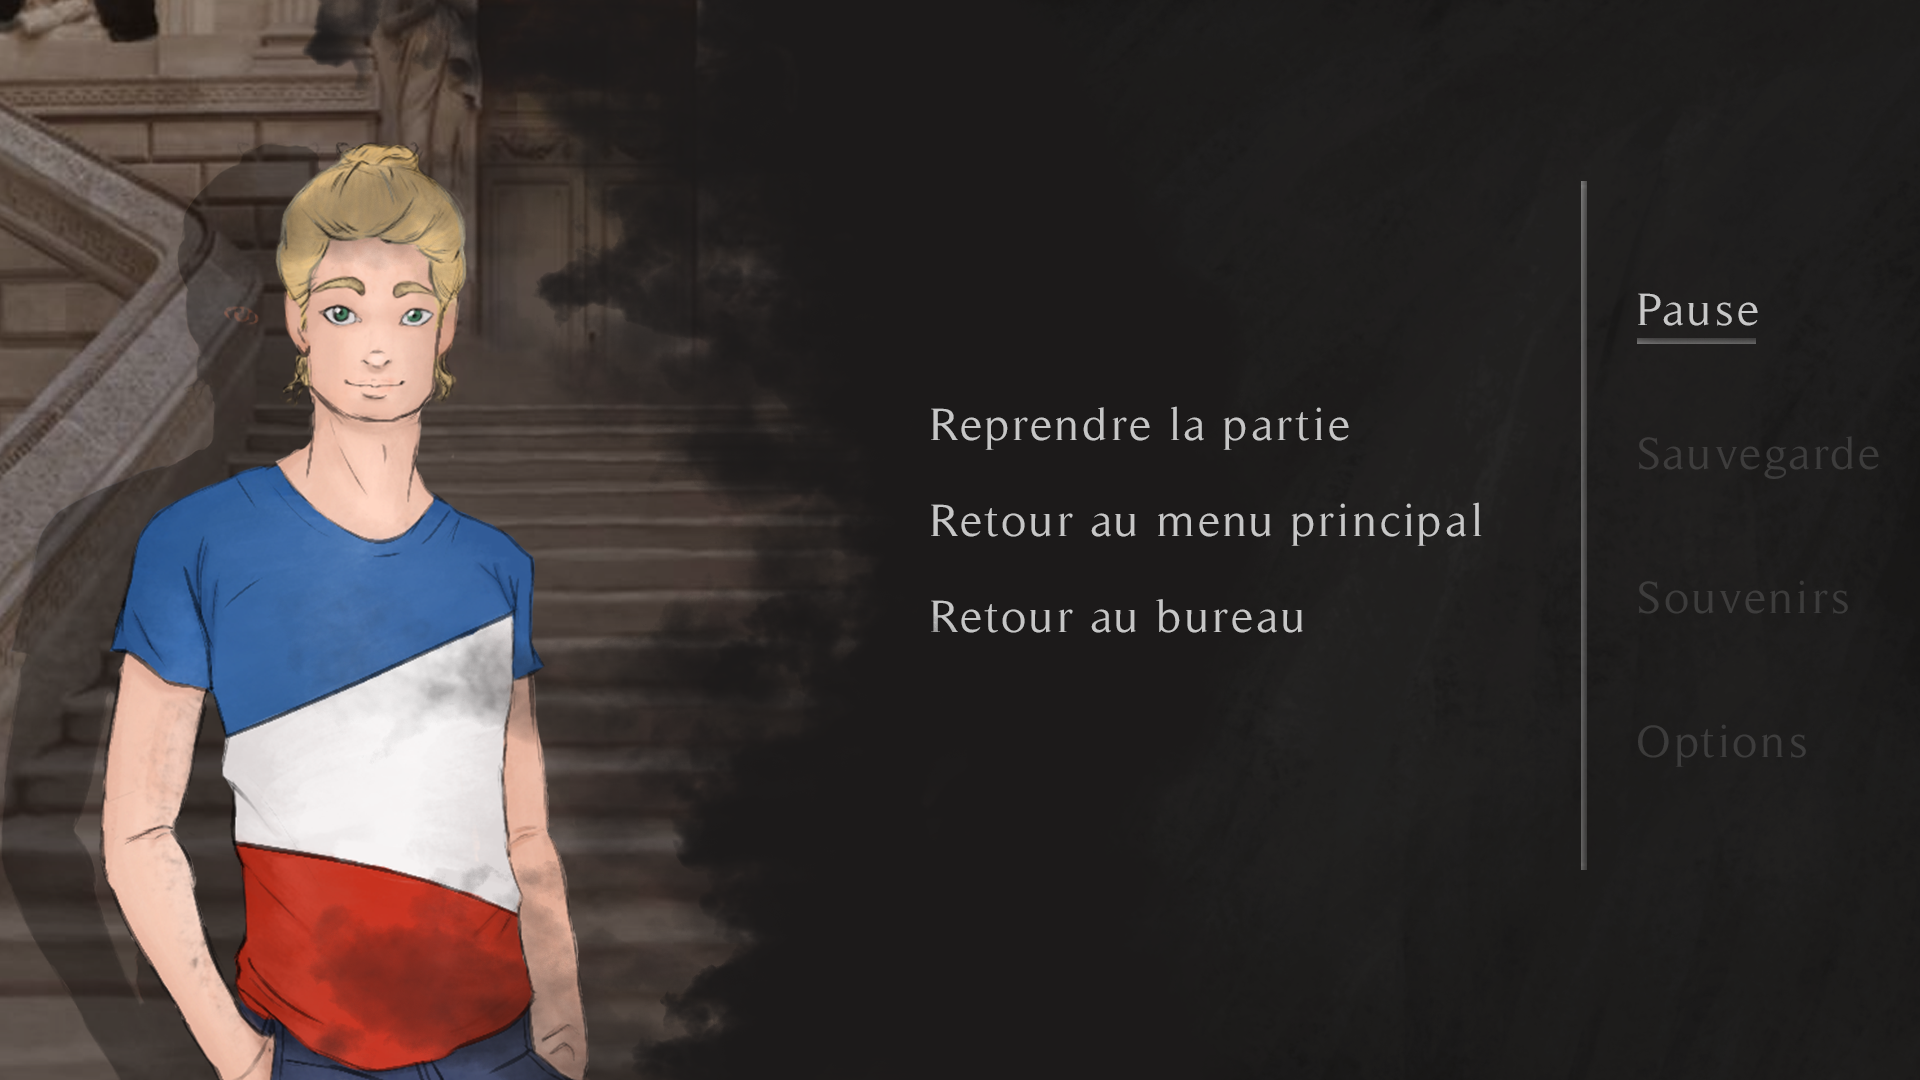 Pause
Reprendre la partie
Sauvegarde
Retour au menu principal
Souvenirs
Retour au bureau
Options